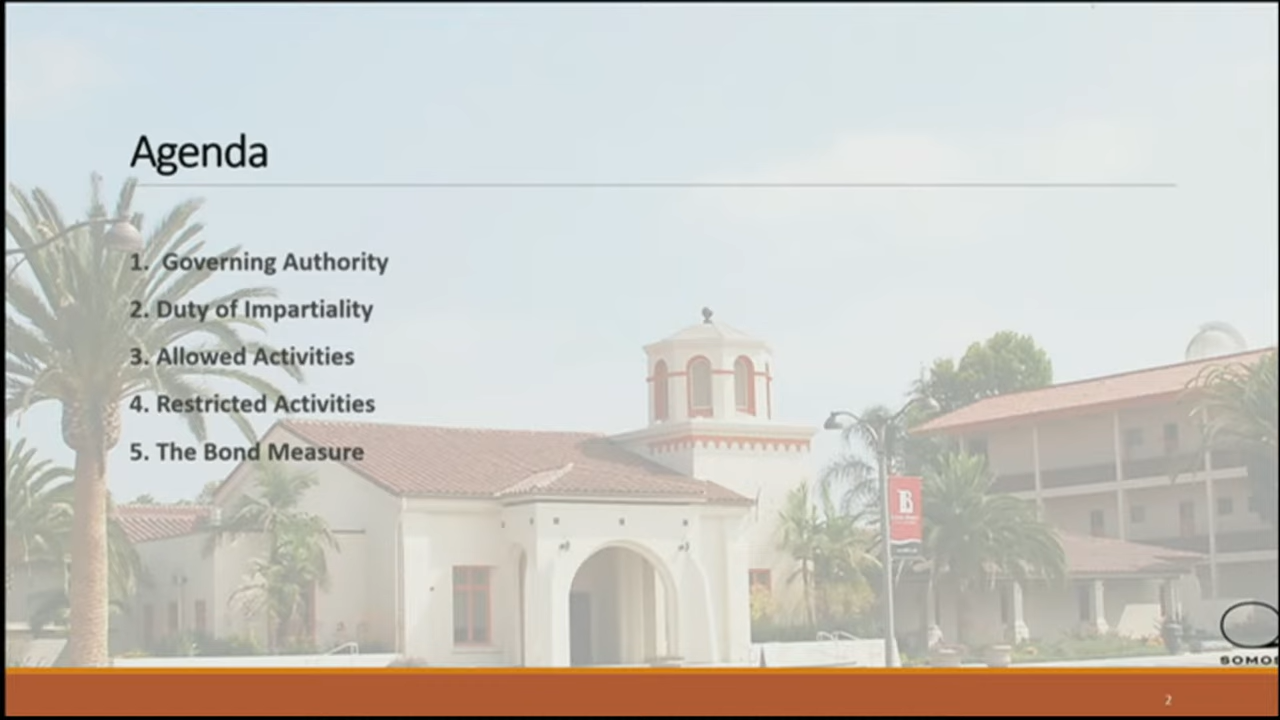 Agenda
1. Governing Authority
2. Duty of Impartiality
3. Allowed Activities
4. Restricted Activities
5. The Bond Measure
B
2